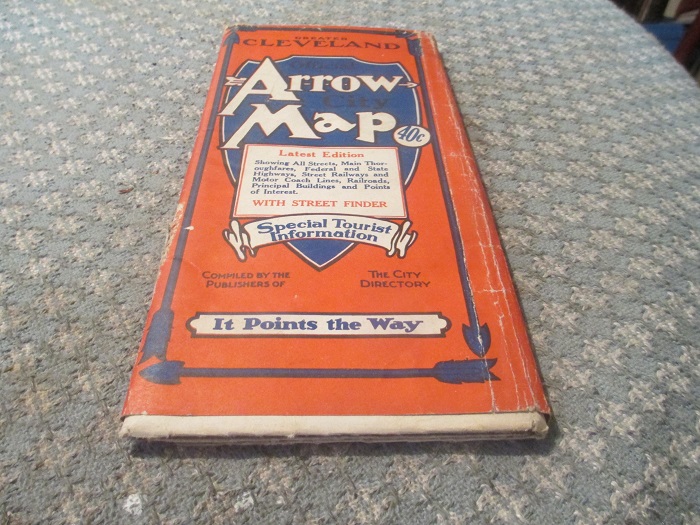 GREATER
CLEVELAND
Official
Arrow
City
Map
40c
Latest Edition
Showing All Streets, Main Thor-
oughfares, Federal and State
Highways, Street Railways and
Motor Coach Lines, Railroads,
Principal Buildings and Points
of Interest.
WITH STREET FINDER
Special Tourist
Information
COMPILED BY THE
PUBLISHERS OF
THE CITY
DIRECTORY
It Points the Way